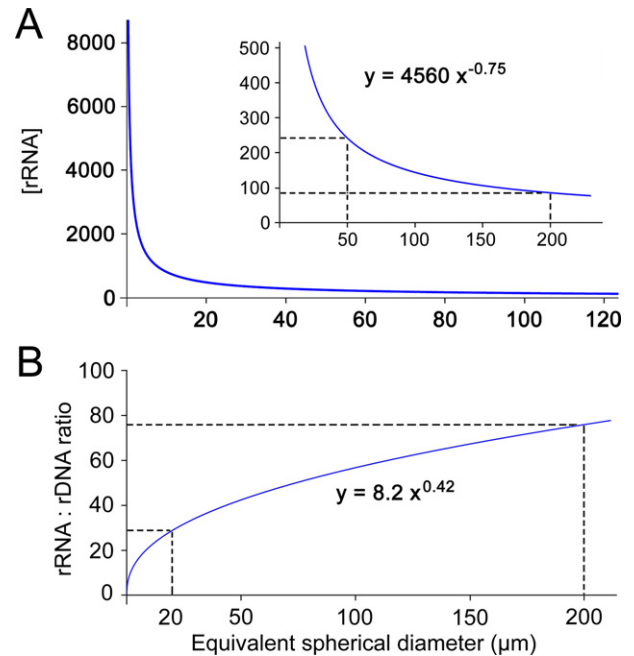 A
8000
6000
4000
2000
0
[rRNA]
500
400
300
200
100
0
y = 4560 x^-0.75
50 100 150 200
20 40 60 80 100 120
B
100
80
60
40
20
0
rRNA : rDNA ratio
y = 8.2 x^0.42
20 50 100 150 200
Equivalent spherical diameter (µm)